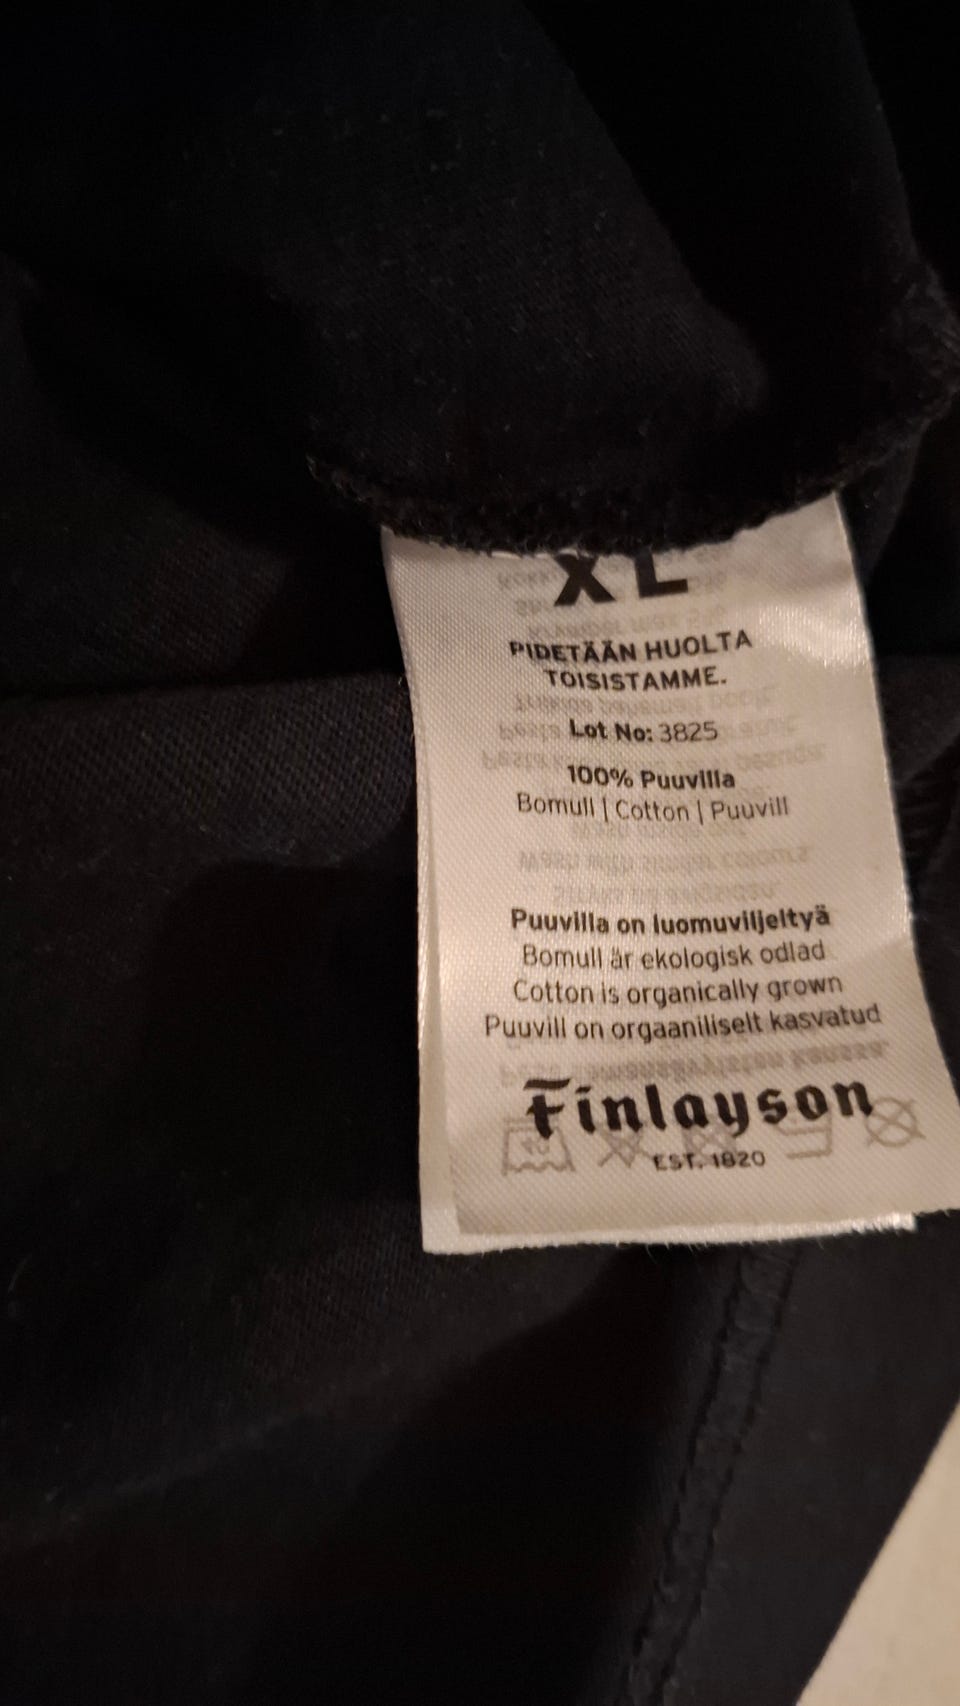 XL
PIDETÄÄN HUOLTA
TOISISTAMME.
Lot No: 3825
100% Puuvilla
Bomull | Cotton | Puuvill
Puuvilla on luomuviljeltyä
Bomull är ekologisk odlad
Cotton is organically grown
Puuvill on orgaaniliselt kasvatud
Finlayson
EST. 1820